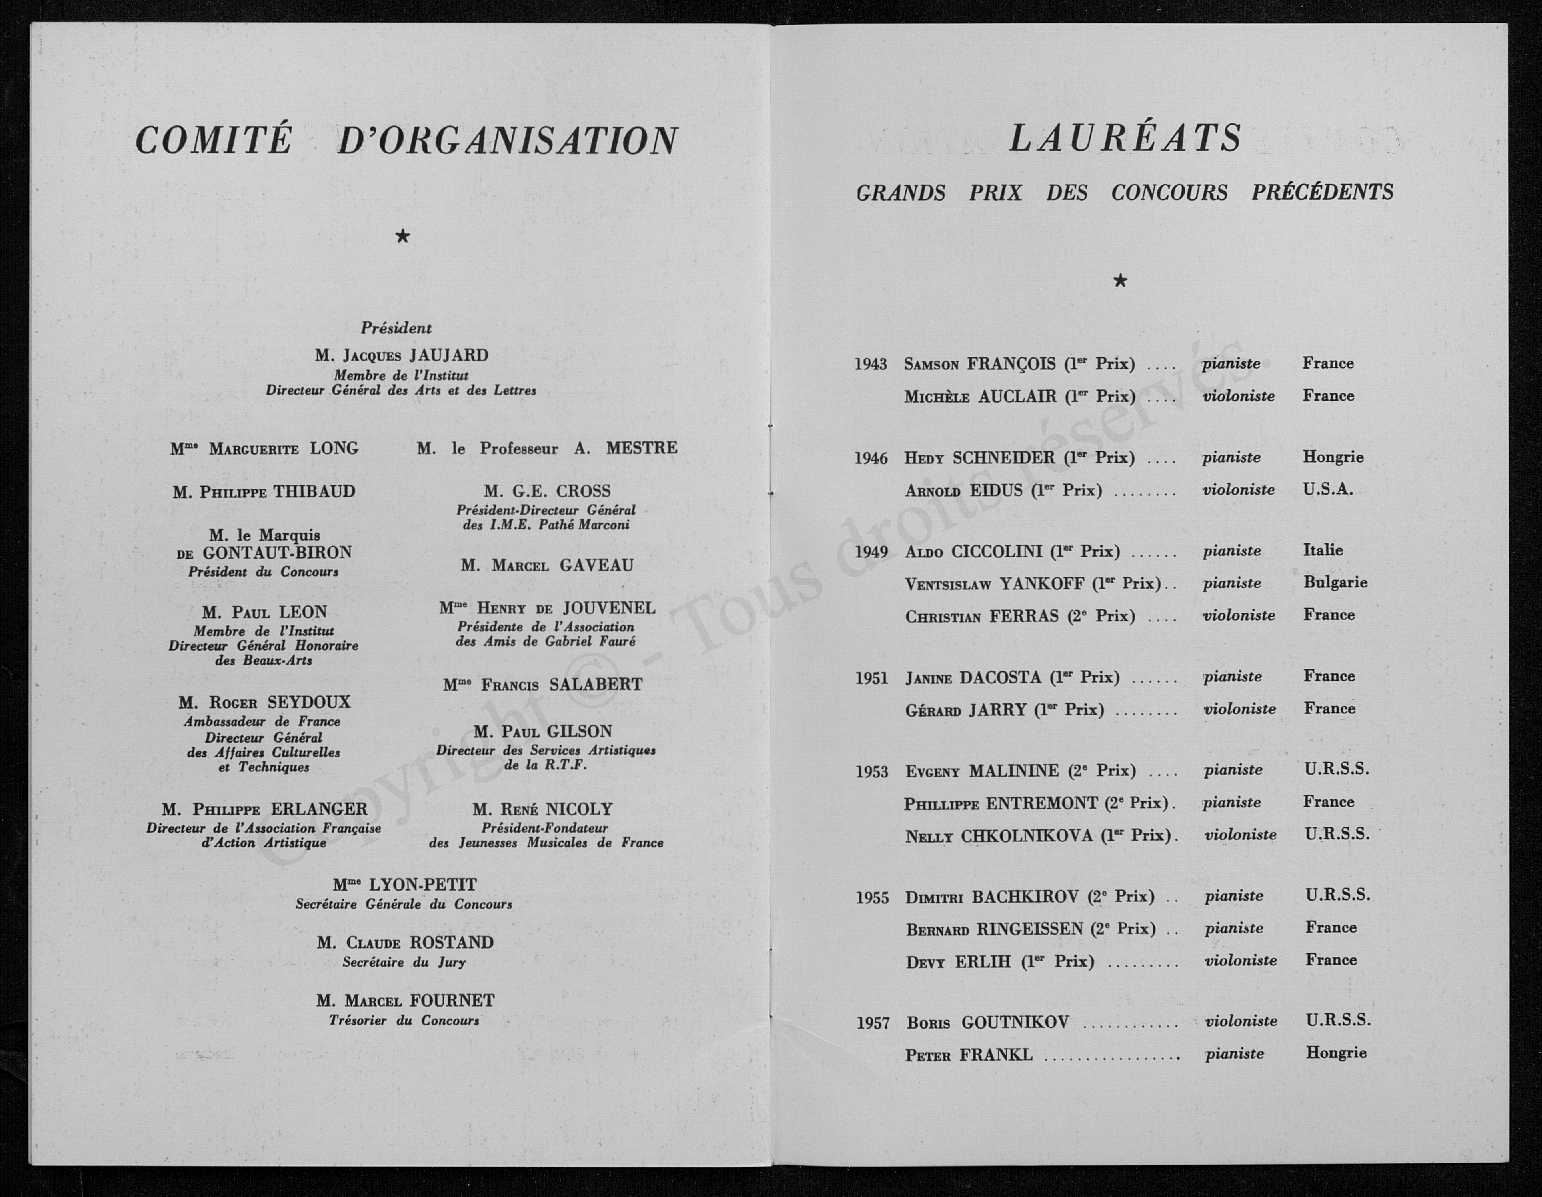 COMITÉ D'ORGANISATION
★
Président
M. Jacques JAUJARD
Membre de l'Institut
Directeur Général des Arts et des Lettres
Mme Marguerite LONG
M. Philippe THIBAUD
M. le Marquis
de GONTAUT-BIRON
Président du Concours
M. Paul LEON
Membre de l'Institut
Directeur Général Honoraire
des Beaux-Arts
M. Roger SEYDOUX
Ambassadeur de France
Directeur Général
des Affaires Culturelles
et Techniques
M. Philippe ERLANGER
Directeur de l'Association Française
d'Action Artistique
M. le Professeur A. MESTRE
M. G.E. CROSS
Président-Directeur Général
des I.M.E. Pathé Marconi
M. Marcel GAVEAU
Mme Henry de JOUVENEL
Présidente de l'Association
des Amis de Gabriel Fauré
Mme Francis SALABERT
M. Paul GILSON
Directeur des Services Artistiques
de la R.T.F.
M. René NICOLY
Président-Fondateur
des Jeunesses Musicales de France
Mme LYON-PETIT
Secrétaire Générale du Concours
M. Claude ROSTAND
Secrétaire du Jury
M. Marcel FOURNET
Trésorier du Concours
LAURÉATS
GRANDS PRIX DES CONCOURS PRÉCÉDENTS
★
1943 Samson FRANÇOIS (1er Prix) .... pianiste France
Michèle AUCLAIR (1er Prix) .... violoniste France
1946 Hedy SCHNEIDER (1er Prix) .... pianiste Hongrie
Arnold EIDUS (1er Prix) ........ violoniste U.S.A.
1949 Aldo CICCOLINI (1er Prix) ...... pianiste Italie
Ventsislaw YANKOFF (1er Prix).. pianiste Bulgarie
Christian FERRAS (2e Prix) .... violoniste France
1951 Janine DACOSTA (1er Prix) ...... pianiste France
Gérard JARRY (1er Prix) ........ violoniste France
1953 Evgeny MALININE (2e Prix) .... pianiste U.R.S.S.
Phillippe ENTREMONT (2e Prix). pianiste France
Nelly CHKOLNIKOVA (1er Prix). violoniste U.R.S.S.
1955 Dimitri BACHKIROV (2e Prix) .. pianiste U.R.S.S.
Bernard RINGEISSEN (2e Prix) .. pianiste France
Devy ERLIH (1er Prix) ......... violoniste France
1957 Boris GOUTNIKOV ............ violoniste U.R.S.S.
Peter FRANKL ................. pianiste Hongrie
Copyright © - Tous droits réservés.